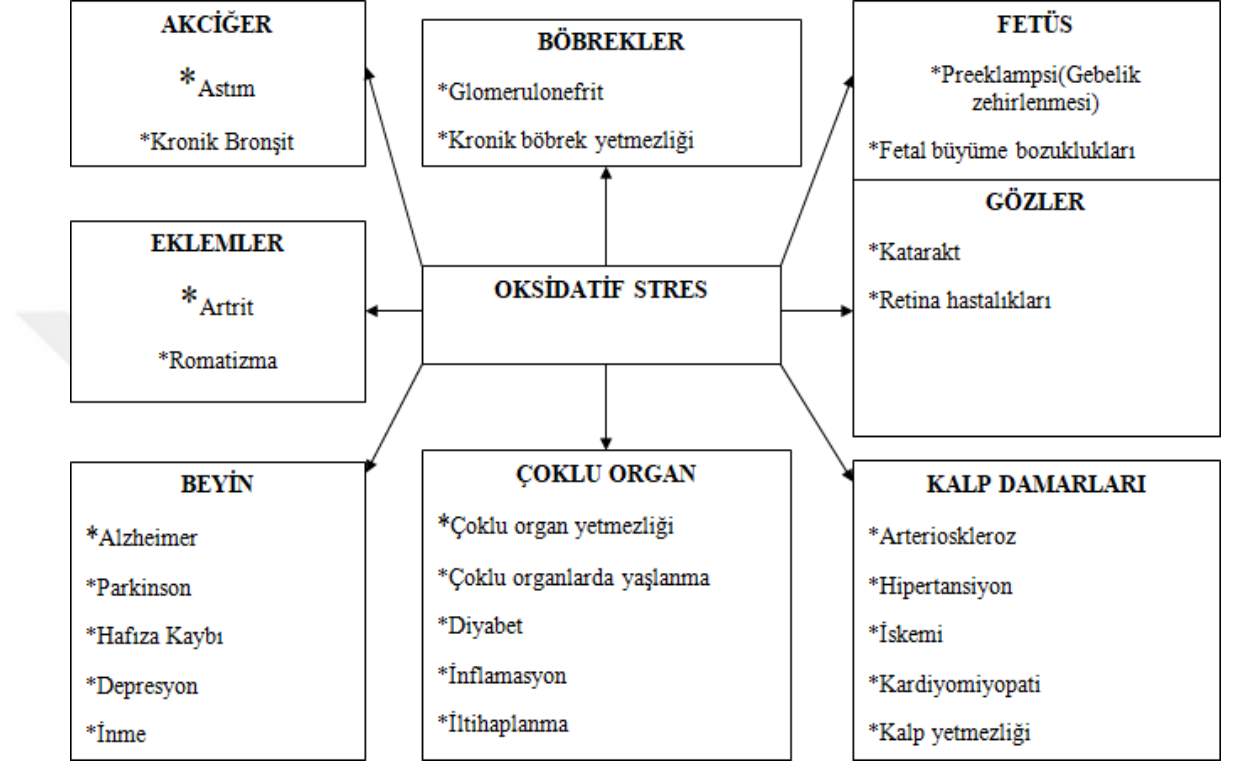 AKCİĞER
*Astım
*Kronik Bronşit
BÖBREKLER
*Glomerulonefrit
*Kronik böbrek yetmezliği
FETÜS
*Preeklampsi(Gebelik
zehirlenmesi)
*Fetal büyüme bozuklukları
GÖZLER
*Katarakt
*Retina hastalıkları
EKLEMLER
*Artrit
*Romatizma
OKSİDATİF STRES
BEYİN
*Alzheimer
*Parkinson
*Hafıza Kaybı
*Depresyon
*İnme
ÇOKLU ORGAN
*Çoklu organ yetmezliği
*Çoklu organlarda yaşlanma
*Diyabet
*İnflamasyon
*İltihaplanma
KALP DAMARLARI
*Arterioskleroz
*Hipertansiyon
*İskemi
*Kardiyomiyopati
*Kalp yetmezliği